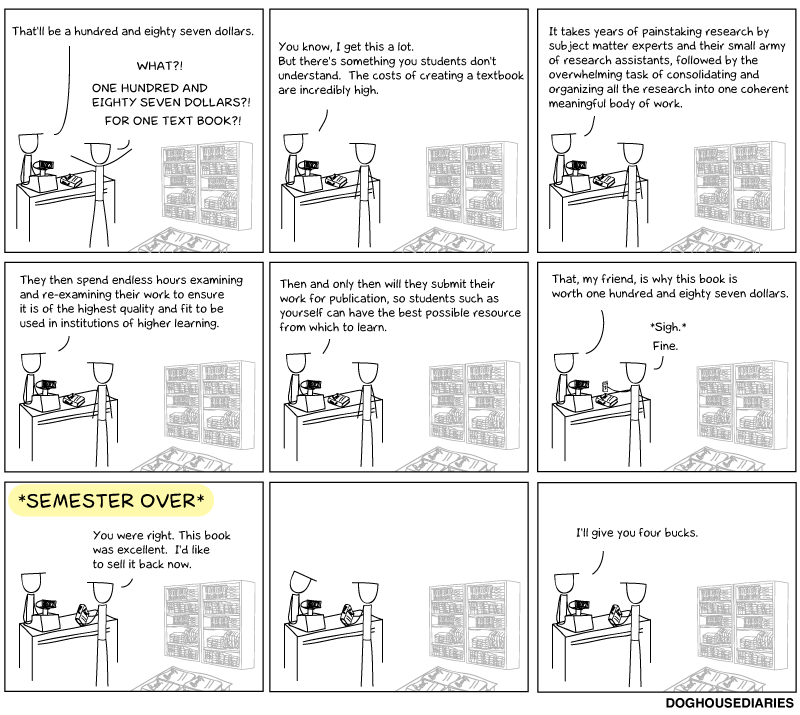 That'll be a hundred and eighty seven dollars.
WHAT?!
ONE HUNDRED AND
EIGHTY SEVEN DOLLARS?!
FOR ONE TEXT BOOK?!
You know, I get this a lot.
But there's something you students don't
understand. The costs of creating a textbook
are incredibly high.
It takes years of painstaking research by
subject matter experts and their small army
of research assistants, followed by the
overwhelming task of consolidating and
organizing all the research into one coherent
meaningful body of work.
They then spend endless hours examining
and re-examining their work to ensure
it is of the highest quality and fit to be
used in institutions of higher learning.
Then and only then will they submit their
work for publication, so students such as
yourself can have the best possible resource
from which to learn.
That, my friend, is why this book is
worth one hundred and eighty seven dollars.
*Sigh.*
Fine.
*SEMESTER OVER*
You were right. This book
was excellent. I'd like
to sell it back now.
I'll give you four bucks.
DOGHOUSEDIARIES